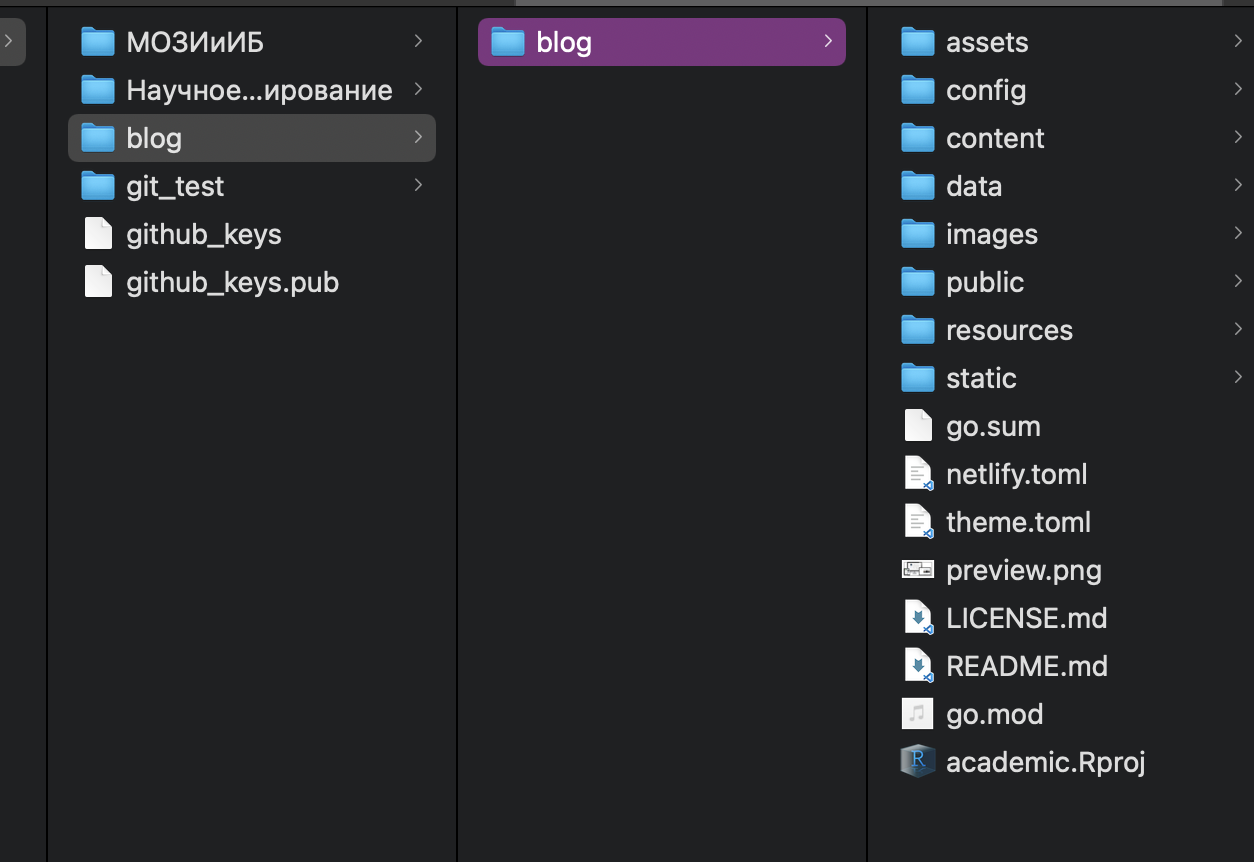 МОЗИиИБ
Научное...ирование
blog
git_test
github_keys
github_keys.pub
blog
assets
config
content
data
images
public
resources
static
go.sum
netlify.toml
theme.toml
preview.png
LICENSE.md
README.md
go.mod
academic.Rproj